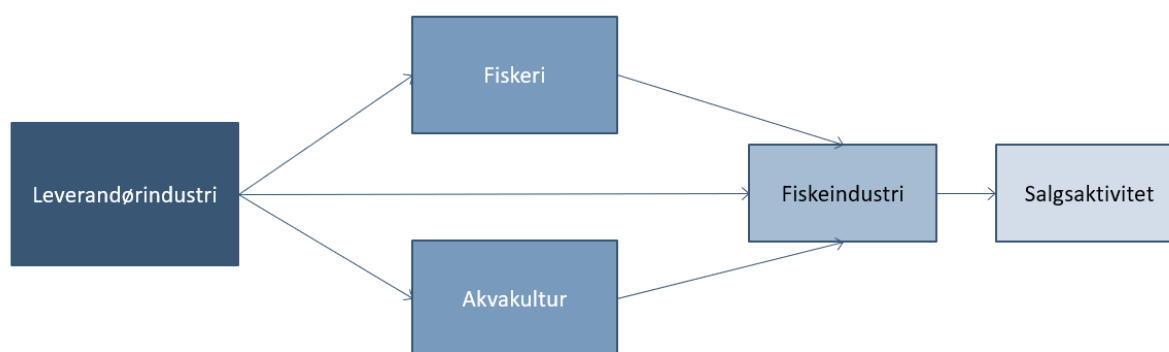 Fiskeri
Leverandørindustri
Fiskeindustri
Salgsaktivitet
Akvakultur